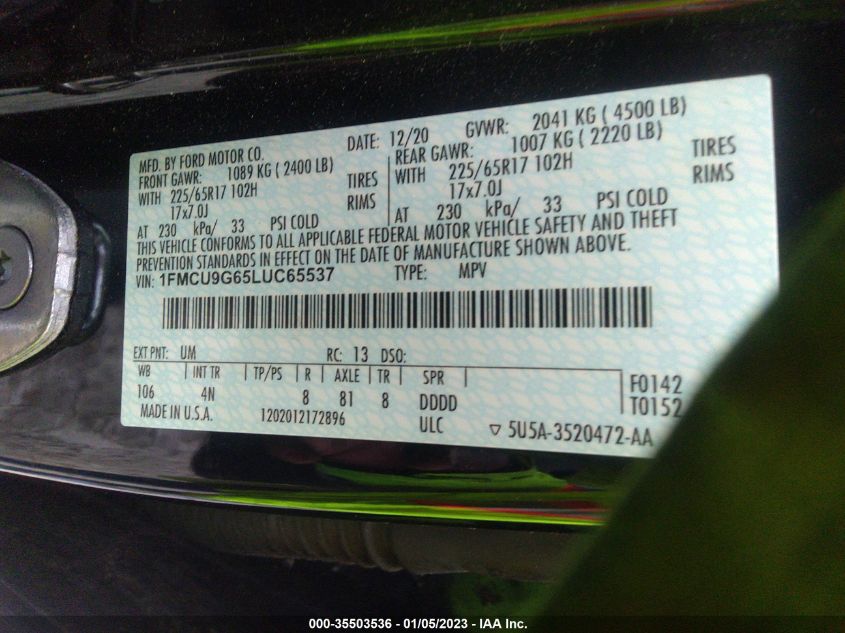 MFD. BY FORD MOTOR CO. DATE: 12/20 GVWR: 2041 KG ( 4500 LB)
FRONT GAWR: 1089 KG ( 2400 LB) REAR GAWR: 1007 KG ( 2220 LB)
WITH 225/65R17 102H TIRES WITH 225/65R17 102H TIRES
17x7.0J RIMS 17x7.0J RIMS
AT 230 kPa/ 33 PSI COLD AT 230 kPa/ 33 PSI COLD
THIS VEHICLE CONFORMS TO ALL APPLICABLE FEDERAL MOTOR VEHICLE SAFETY AND THEFT
PREVENTION STANDARDS IN EFFECT ON THE DATE OF MANUFACTURE SHOWN ABOVE.
VIN: 1FMCU9G65LUC65537 TYPE: MPV
EXT PNT: UM RC: 13 DSO:
WB INT TR TP/PS R AXLE TR SPR F0142
106 4N 8 81 8 DDDD T0152
MADE IN U.S.A. 1202012172896 ULC ▽ 5U5A-3520472-AA
000-35503536 - 01/05/2023 - IAA Inc.